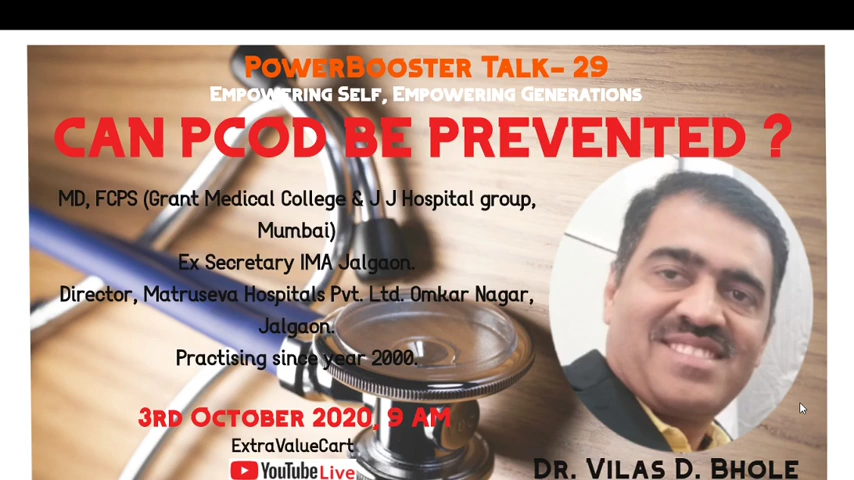 PowerBooster Talk- 29
Empowering Self, Empowering Generations
CAN PCOD BE PREVENTED ?
MD, FCPS (Grant Medical College & J J Hospital group,
Mumbai)
Ex Secretary IMA Jalgaon.
Director, Matruseva Hospitals Pvt. Ltd. Omkar Nagar,
Jalgaon.
Practising since year 2000.
3rd October 2020, 9 AM
ExtraValueCart
YouTube Live
Dr. Vilas D. Bhole